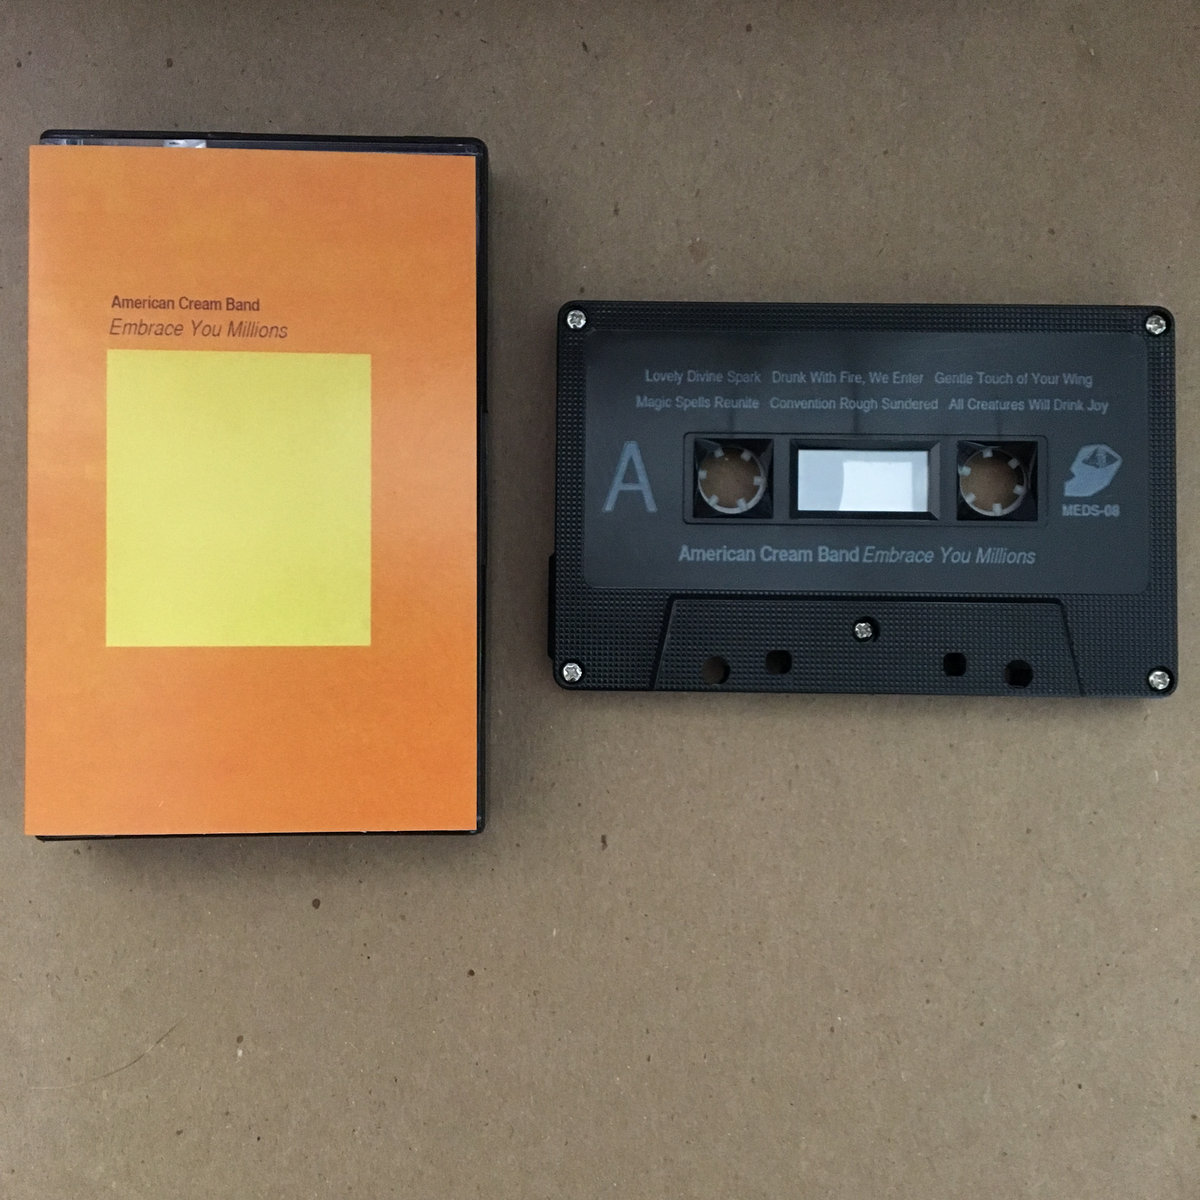 American Cream Band
Embrace You Millions
Lovely Divine Spark Drunk With Fire, We Enter Gentle Touch of Your Wing
Magic Spells Reunite Convention Rough Sundered All Creatures Will Drink Joy
A
MEDS-08
American Cream Band Embrace You Millions